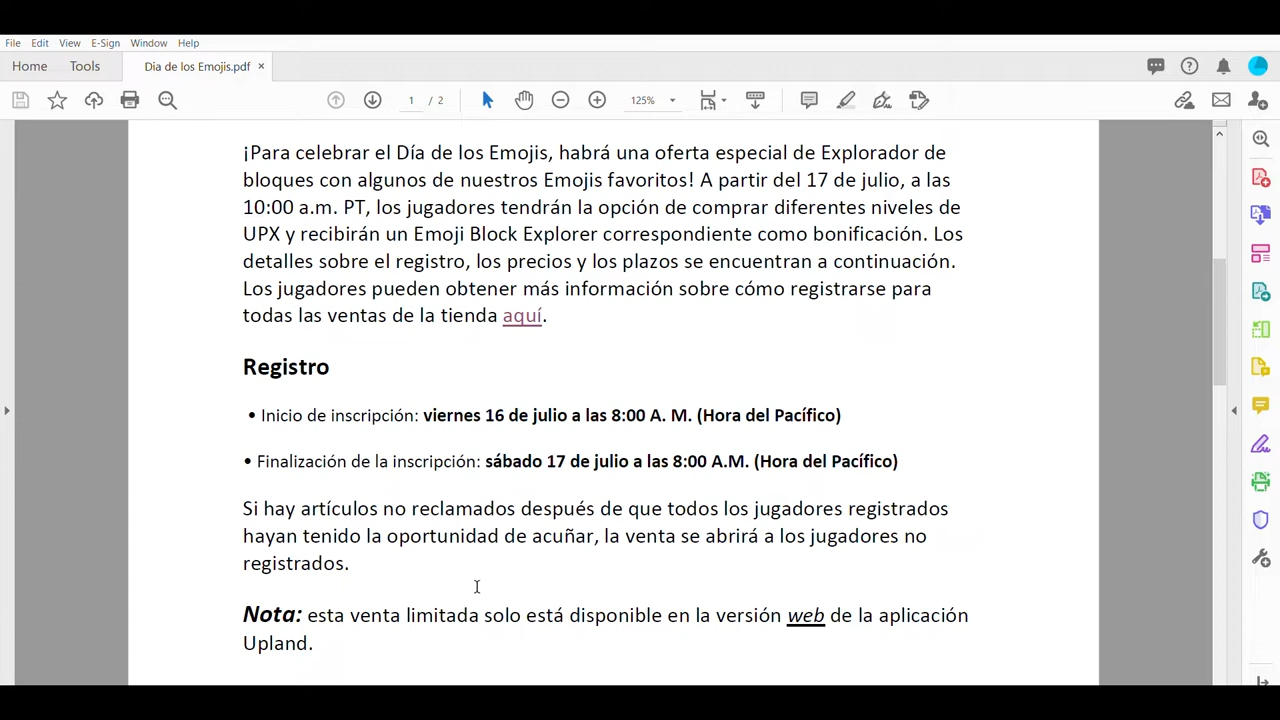 File Edit View E-Sign Window Help
Home Tools Dia de los Emojis.pdf ×
1 / 2 125%
¡Para celebrar el Día de los Emojis, habrá una oferta especial de Explorador de
bloques con algunos de nuestros Emojis favoritos! A partir del 17 de julio, a las
10:00 a.m. PT, los jugadores tendrán la opción de comprar diferentes niveles de
UPX y recibirán un Emoji Block Explorer correspondiente como bonificación. Los
detalles sobre el registro, los precios y los plazos se encuentran a continuación.
Los jugadores pueden obtener más información sobre cómo registrarse para
todas las ventas de la tienda aquí.
Registro
• Inicio de inscripción: viernes 16 de julio a las 8:00 A. M. (Hora del Pacífico)
• Finalización de la inscripción: sábado 17 de julio a las 8:00 A.M. (Hora del Pacífico)
Si hay artículos no reclamados después de que todos los jugadores registrados
hayan tenido la oportunidad de acuñar, la venta se abrirá a los jugadores no
registrados.
Nota: esta venta limitada solo está disponible en la versión web de la aplicación
Upland.